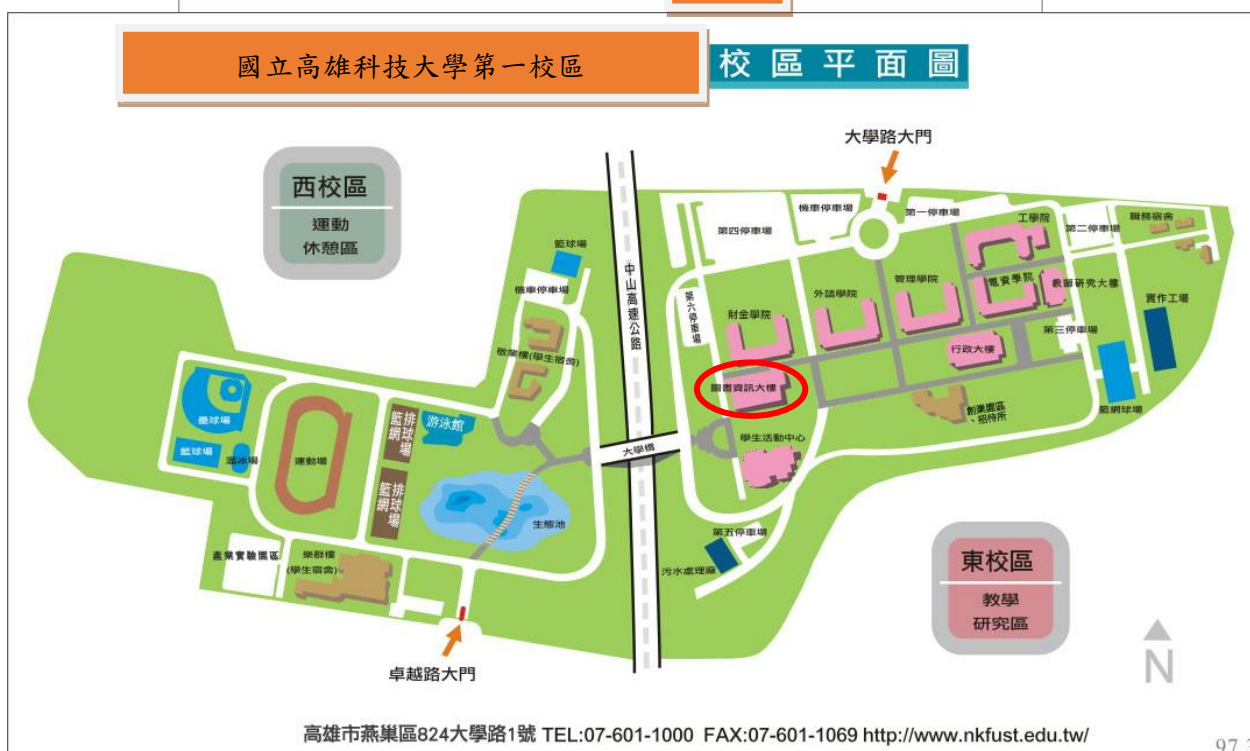 國立高雄科技大學第一校區
校區平面圖
大學路大門
西校區
運動
休憩區
機車停車場
第一停車場
工學院
第二停車場
職務宿舍
第四停車場
籃球場
中山高速公路
機車停車場
第六停車場
財金學院
外語學院
管理學院
電資學院
教師研究大樓
實作工場
第三停車場
行政大樓
敬業樓(學生宿舍)
圖書資訊大樓
創業園區
、招待所
籃網球場
壘球場
籃球場
溜冰場
運動場
排球場
籃網
游泳館
大學橋
學生活動中心
排球場
籃網
生態池
第五停車場
污水處理廠
產業實驗園區
樂群樓
(學生宿舍)
東校區
教學
研究區
卓越路大門
N
高雄市燕巢區824大學路1號 TEL:07-601-1000 FAX:07-601-1069 http://www.nkfust.edu.tw/